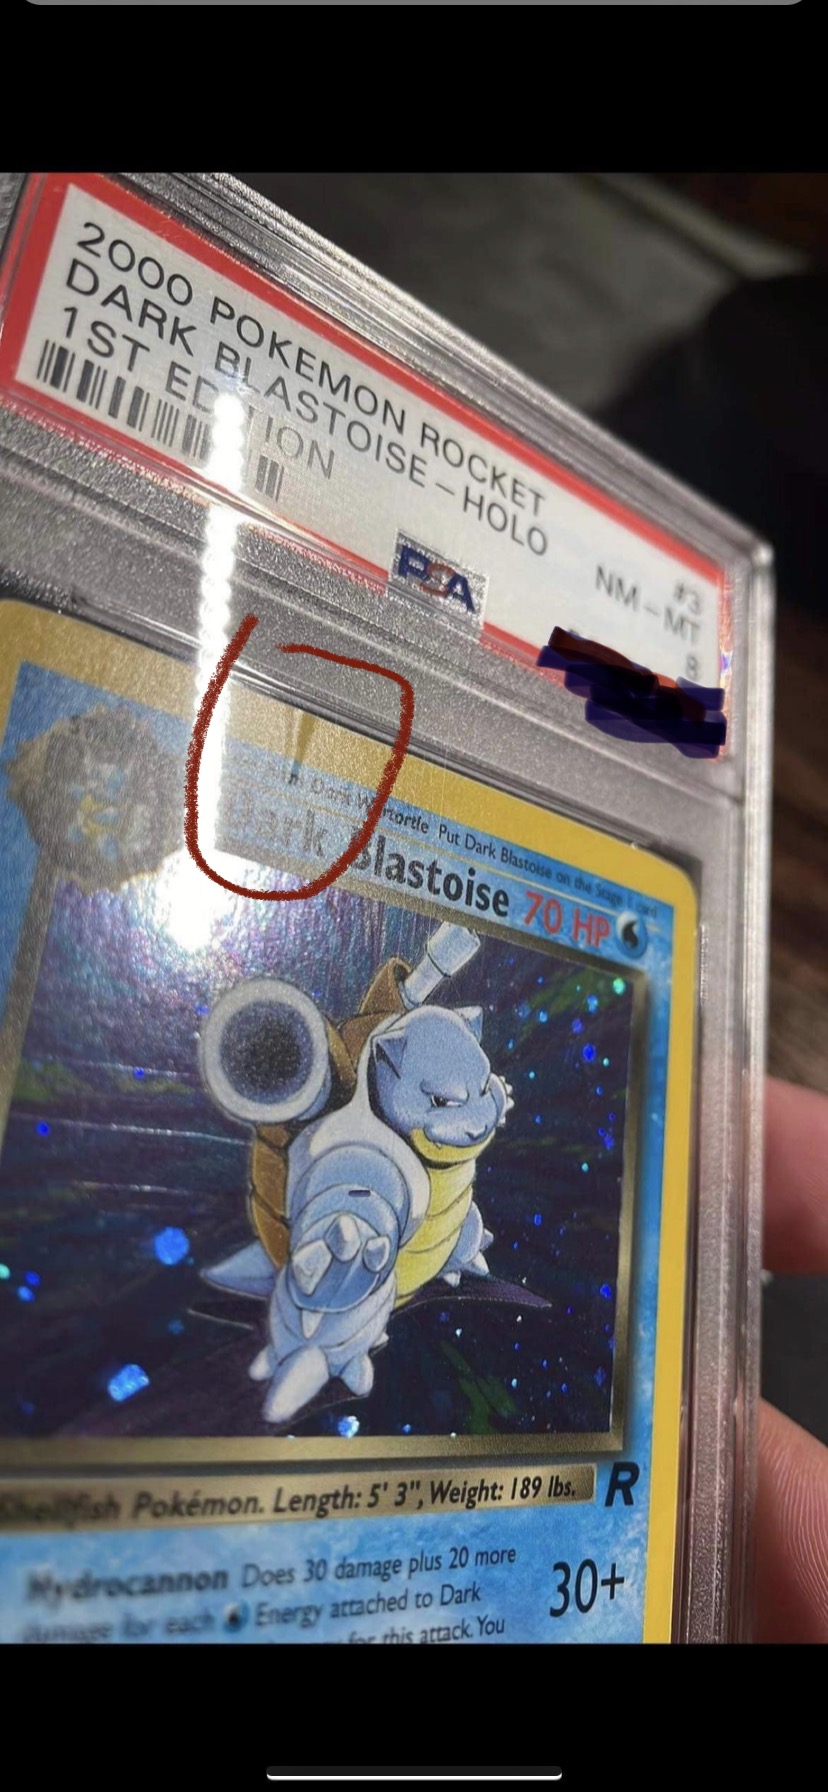 2000 POKEMON ROCKET
#3
DARK BLASTOISE-HOLO
NM-MT
1ST EDITION
8
PSA
Dark Wartortle Put Dark Blastoise on the Stage 1 card
Dark Blastoise 70 HP
Shellfish Pokémon. Length: 5' 3", Weight: 189 lbs.
R
Hydrocannon Does 30 damage plus 20 more
30+
damage for each Energy attached to Dark
for this attack. You